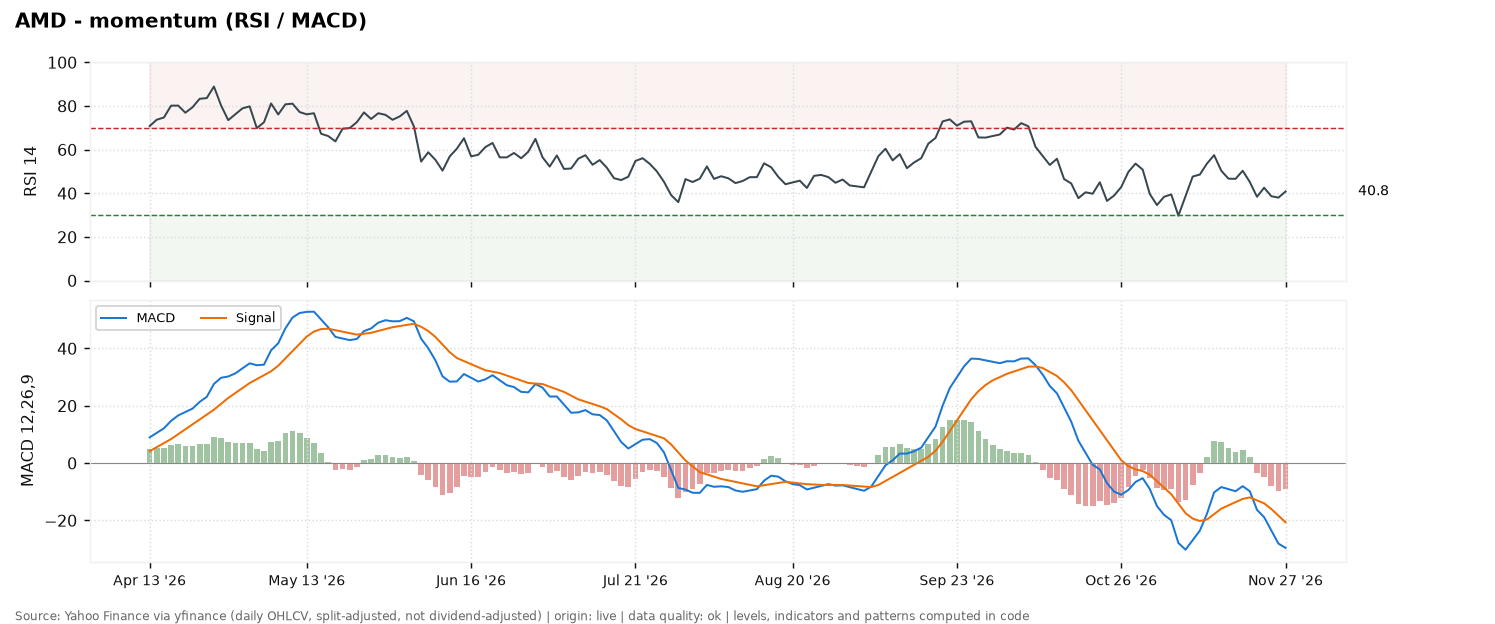 AMD - momentum (RSI / MACD)
100
80
60
40
20
0
RSI 14
40.8
MACD
Signal
40
20
0
−20
MACD 12,26,9
Apr 13 '26
May 13 '26
Jun 16 '26
Jul 21 '26
Aug 20 '26
Sep 23 '26
Oct 26 '26
Nov 27 '26
Source: Yahoo Finance via yfinance (daily OHLCV, split-adjusted, not dividend-adjusted) | origin: live | data quality: ok | levels, indicators and patterns computed in code